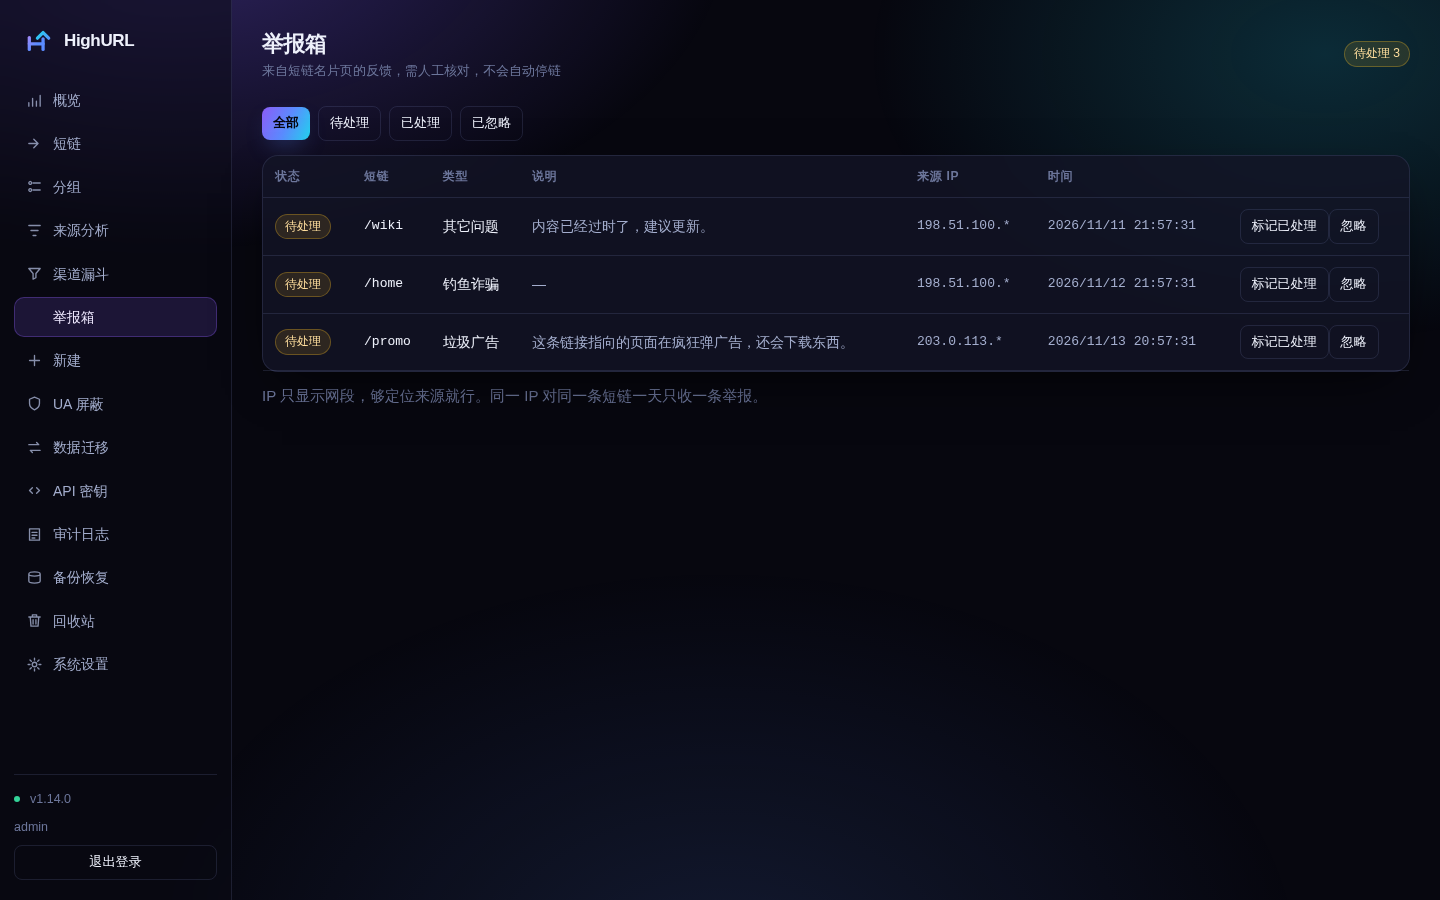 HighURL
概览
短链
分组
来源分析
渠道漏斗
举报箱
新建
UA 屏蔽
数据迁移
API 密钥
审计日志
备份恢复
回收站
系统设置
v1.14.0
admin
退出登录
举报箱
来自短链名片页的反馈，需人工核对，不会自动停链
待处理 3
全部 待处理 已处理 已忽略
状态 短链 类型 说明 来源 IP 时间
待处理 /wiki 其它问题 内容已经过时了，建议更新。 198.51.100.* 2026/11/11 21:57:31 标记已处理 忽略
待处理 /home 钓鱼诈骗 — 198.51.100.* 2026/11/12 21:57:31 标记已处理 忽略
待处理 /promo 垃圾广告 这条链接指向的页面在疯狂弹广告，还会下载东西。 203.0.113.* 2026/11/13 20:57:31 标记已处理 忽略
IP 只显示网段，够定位来源就行。同一 IP 对同一条短链一天只收一条举报。